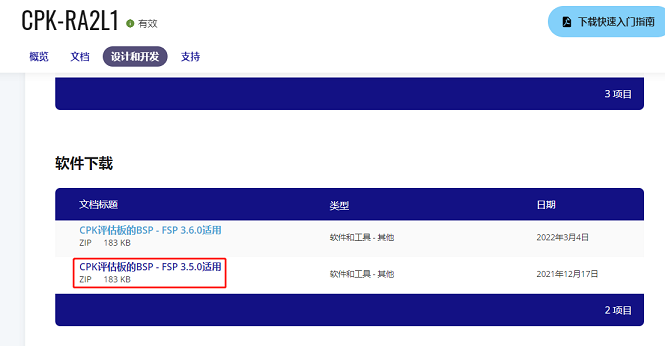 CPK-RA2L1 有效
下载快速入门指南
概览 文档 设计和开发 支持
3 项目
软件下载
文档标题 类型 日期
CPK评估板的BSP - FSP 3.6.0适用
ZIP 183 KB
软件和工具 - 其他 2022年3月4日
CPK评估板的BSP - FSP 3.5.0适用
ZIP 183 KB
软件和工具 - 其他 2021年12月17日
2 项目